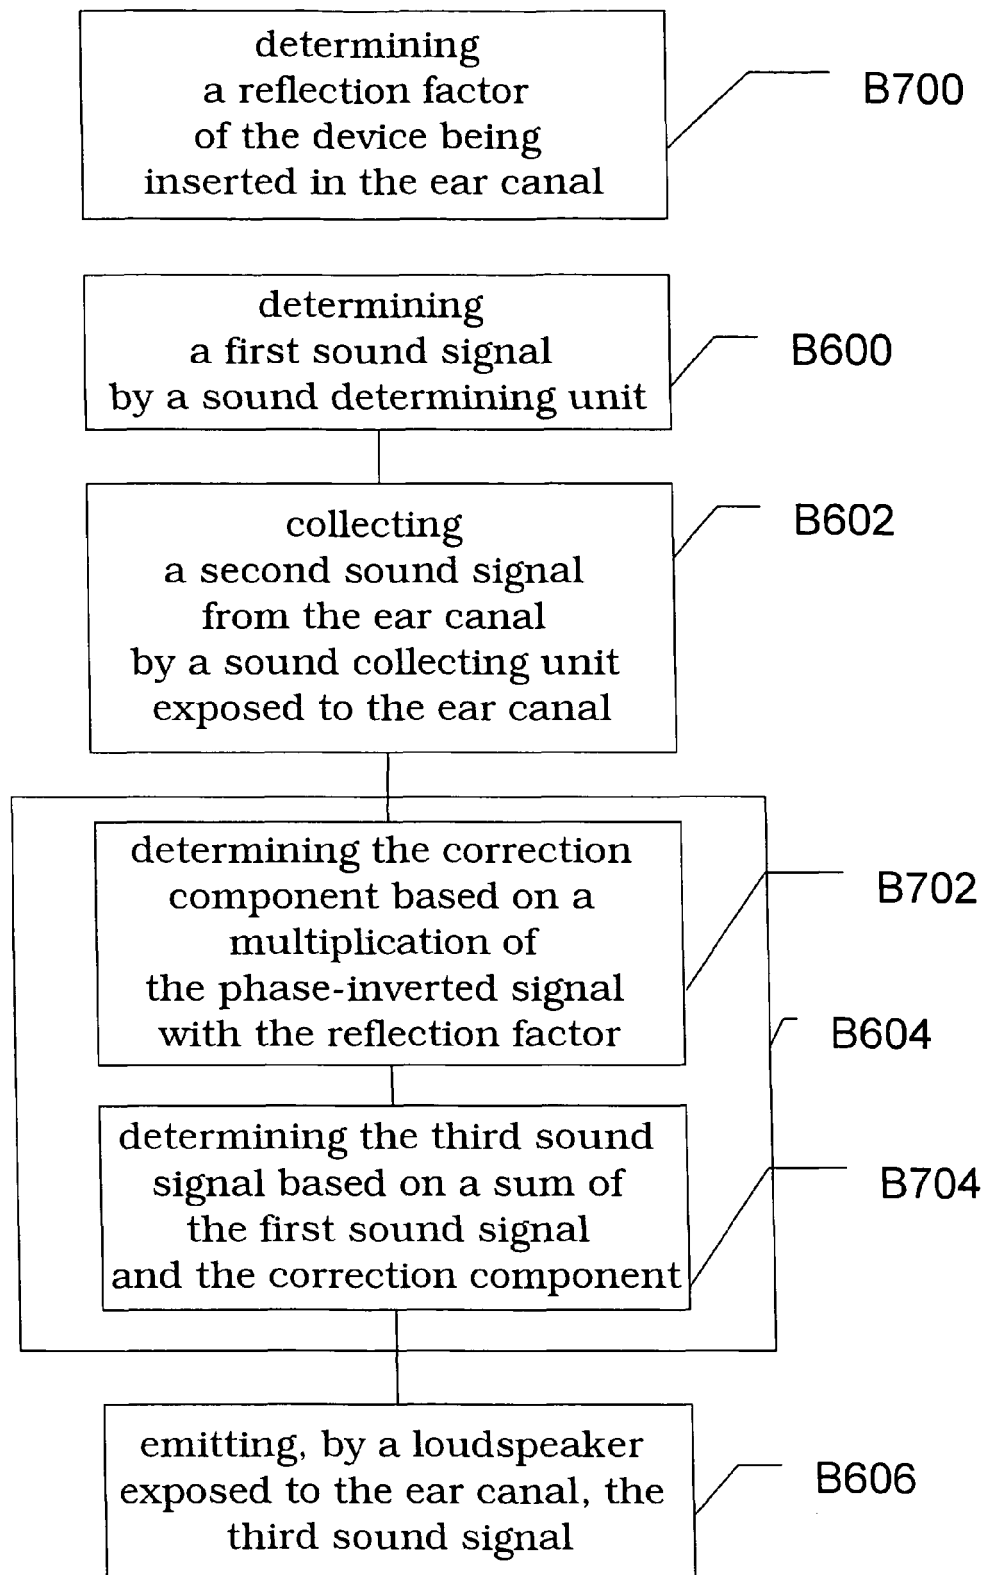 determining
a reflection factor
of the device being
inserted in the ear canal
B700
determining
a first sound signal
by a sound determining unit
B600
collecting
a second sound signal
from the ear canal
by a sound collecting unit
exposed to the ear canal
B602
determining the correction
component based on a
multiplication of
the phase-inverted signal
with the reflection factor
B702
B604
determining the third sound
signal based on a sum of
the first sound signal
and the correction component
B704
emitting, by a loudspeaker
exposed to the ear canal, the
third sound signal
B606